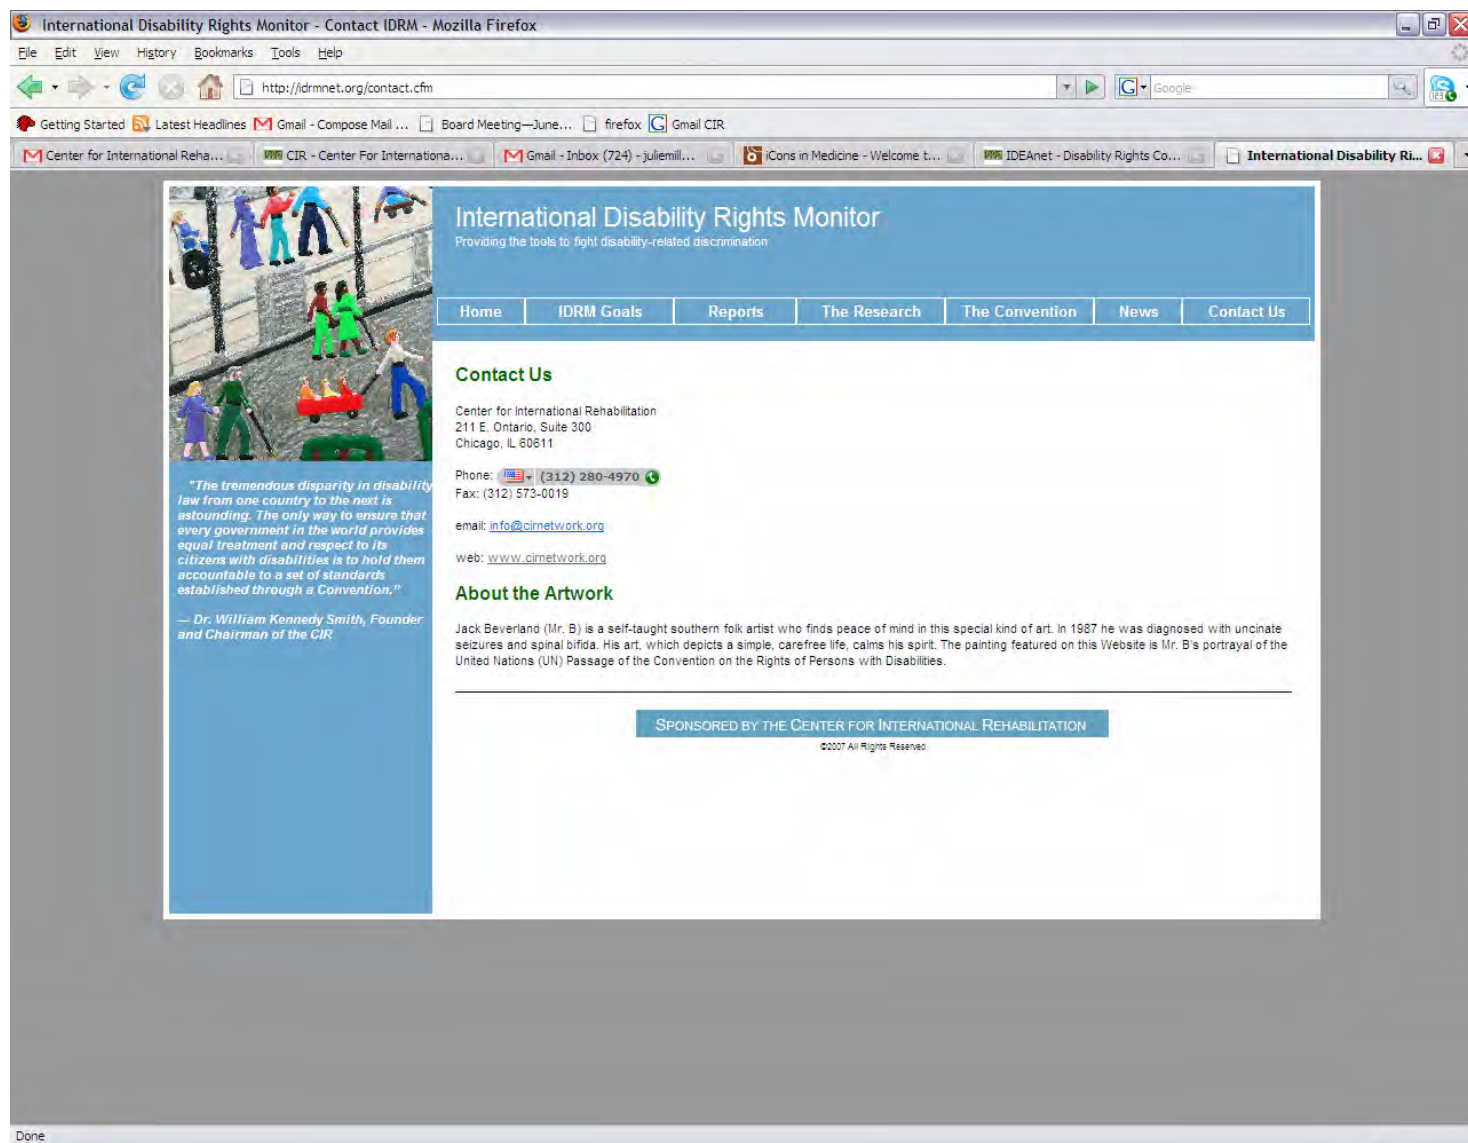 International Disability Rights Monitor - Contact IDRM - Mozilla Firefox
File Edit View History Bookmarks Tools Help
http://idrmnet.org/contact.cfm
G Google
Getting Started Latest Headlines Gmail - Compose Mail ... Board Meeting—June... firefox Gmail CIR
Center for International Reha... CIR - Center For Internationa... Gmail - Inbox (724) - juliemill... iCons in Medicine - Welcome t... IDEAnet - Disability Rights Co... International Disability Ri...
International Disability Rights Monitor
Providing the tools to fight disability-related discrimination
Home IDRM Goals Reports The Research The Convention News Contact Us
"The tremendous disparity in disability
law from one country to the next is
astounding. The only way to ensure that
every government in the world provides
equal treatment and respect to its
citizens with disabilities is to hold them
accountable to a set of standards
established through a Convention."
— Dr. William Kennedy Smith, Founder
and Chairman of the CIR
Contact Us
Center for International Rehabilitation
211 E. Ontario, Suite 300
Chicago, IL 60611
Phone: (312) 280-4970
Fax: (312) 573-0019
email: info@cirnetwork.org
web: www.cirnetwork.org
About the Artwork
Jack Beverland (Mr. B) is a self-taught southern folk artist who finds peace of mind in this special kind of art. In 1987 he was diagnosed with uncinate
seizures and spinal bifida. His art, which depicts a simple, carefree life, calms his spirit. The painting featured on this Website is Mr. B's portrayal of the
United Nations (UN) Passage of the Convention on the Rights of Persons with Disabilities.
SPONSORED BY THE CENTER FOR INTERNATIONAL REHABILITATION
©2007 All Rights Reserved
Done